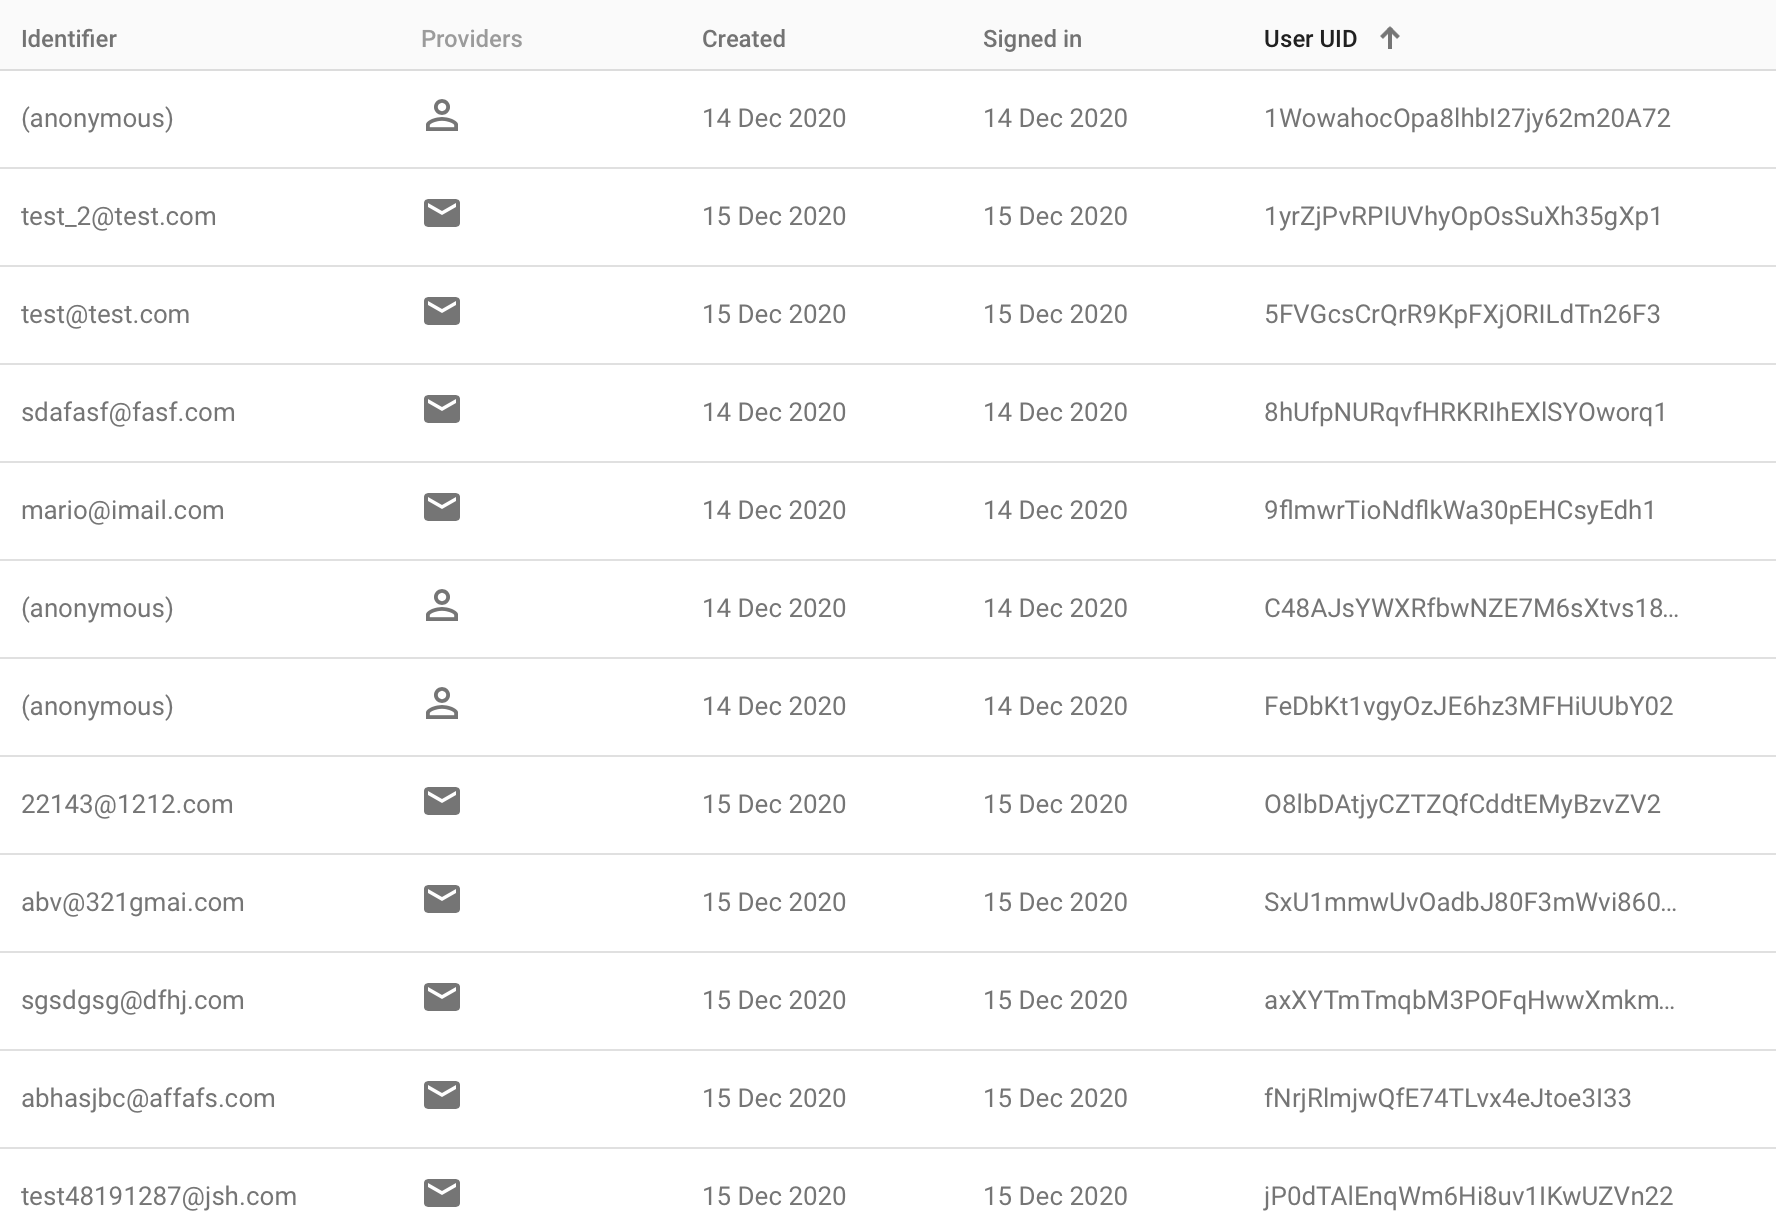 Identifier Providers Created Signed in User UID
(anonymous) 14 Dec 2020 14 Dec 2020 1WowahocOpa8lhbI27jy62m20A72
test_2@test.com 15 Dec 2020 15 Dec 2020 1yrZjPvRPIUVhyOpOsSuXh35gXp1
test@test.com 15 Dec 2020 15 Dec 2020 5FVGcsCrQrR9KpFXjORILdTn26F3
sdafasf@fasf.com 14 Dec 2020 14 Dec 2020 8hUfpNURqvfHRKRIhEXlSYOworq1
mario@imail.com 14 Dec 2020 14 Dec 2020 9flmwrTioNdflkWa30pEHCsyEdh1
(anonymous) 14 Dec 2020 14 Dec 2020 C48AJsYWXRfbwNZE7M6sXtvs18...
(anonymous) 14 Dec 2020 14 Dec 2020 FeDbKt1vgyOzJE6hz3MFHiUUbY02
22143@1212.com 15 Dec 2020 15 Dec 2020 O8lbDAtjyCZTZQfCddtEMyBzvZV2
abv@321gmai.com 15 Dec 2020 15 Dec 2020 SxU1mmwUvOadbJ80F3mWvi860...
sgsdgsg@dfhj.com 15 Dec 2020 15 Dec 2020 axXYTmTmqbM3POFqHwwXmkm...
abhasjbc@affafs.com 15 Dec 2020 15 Dec 2020 fNrjRlmjwQfE74TLvx4eJtoe3I33
test48191287@jsh.com 15 Dec 2020 15 Dec 2020 jP0dTAlEnqWm6Hi8uv1IKwUZVn22